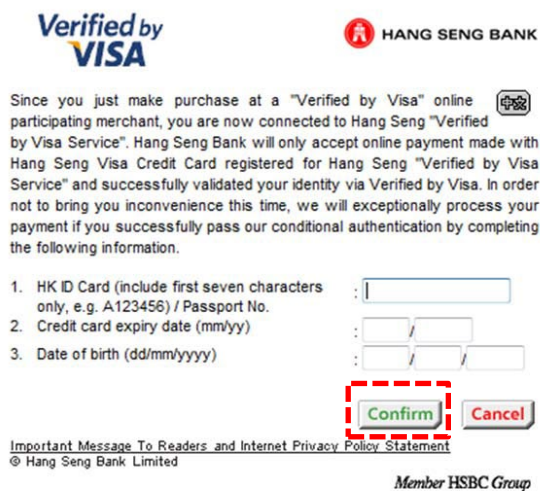 Verified by
VISA
HANG SENG BANK
Since you just make purchase at a "Verified by Visa" online 中文
participating merchant, you are now connected to Hang Seng "Verified
by Visa Service". Hang Seng Bank will only accept online payment made with
Hang Seng Visa Credit Card registered for Hang Seng "Verified by Visa
Service" and successfully validated your identity via Verified by Visa. In order
not to bring you inconvenience this time, we will exceptionally process your
payment if you successfully pass our conditional authentication by completing
the following information.
1. HK ID Card (include first seven characters :
only, e.g. A123456) / Passport No.
2. Credit card expiry date (mm/yy) : /
3. Date of birth (dd/mm/yyyy) : / /
Confirm Cancel
Important Message To Readers and Internet Privacy Policy Statement
© Hang Seng Bank Limited
Member HSBC Group